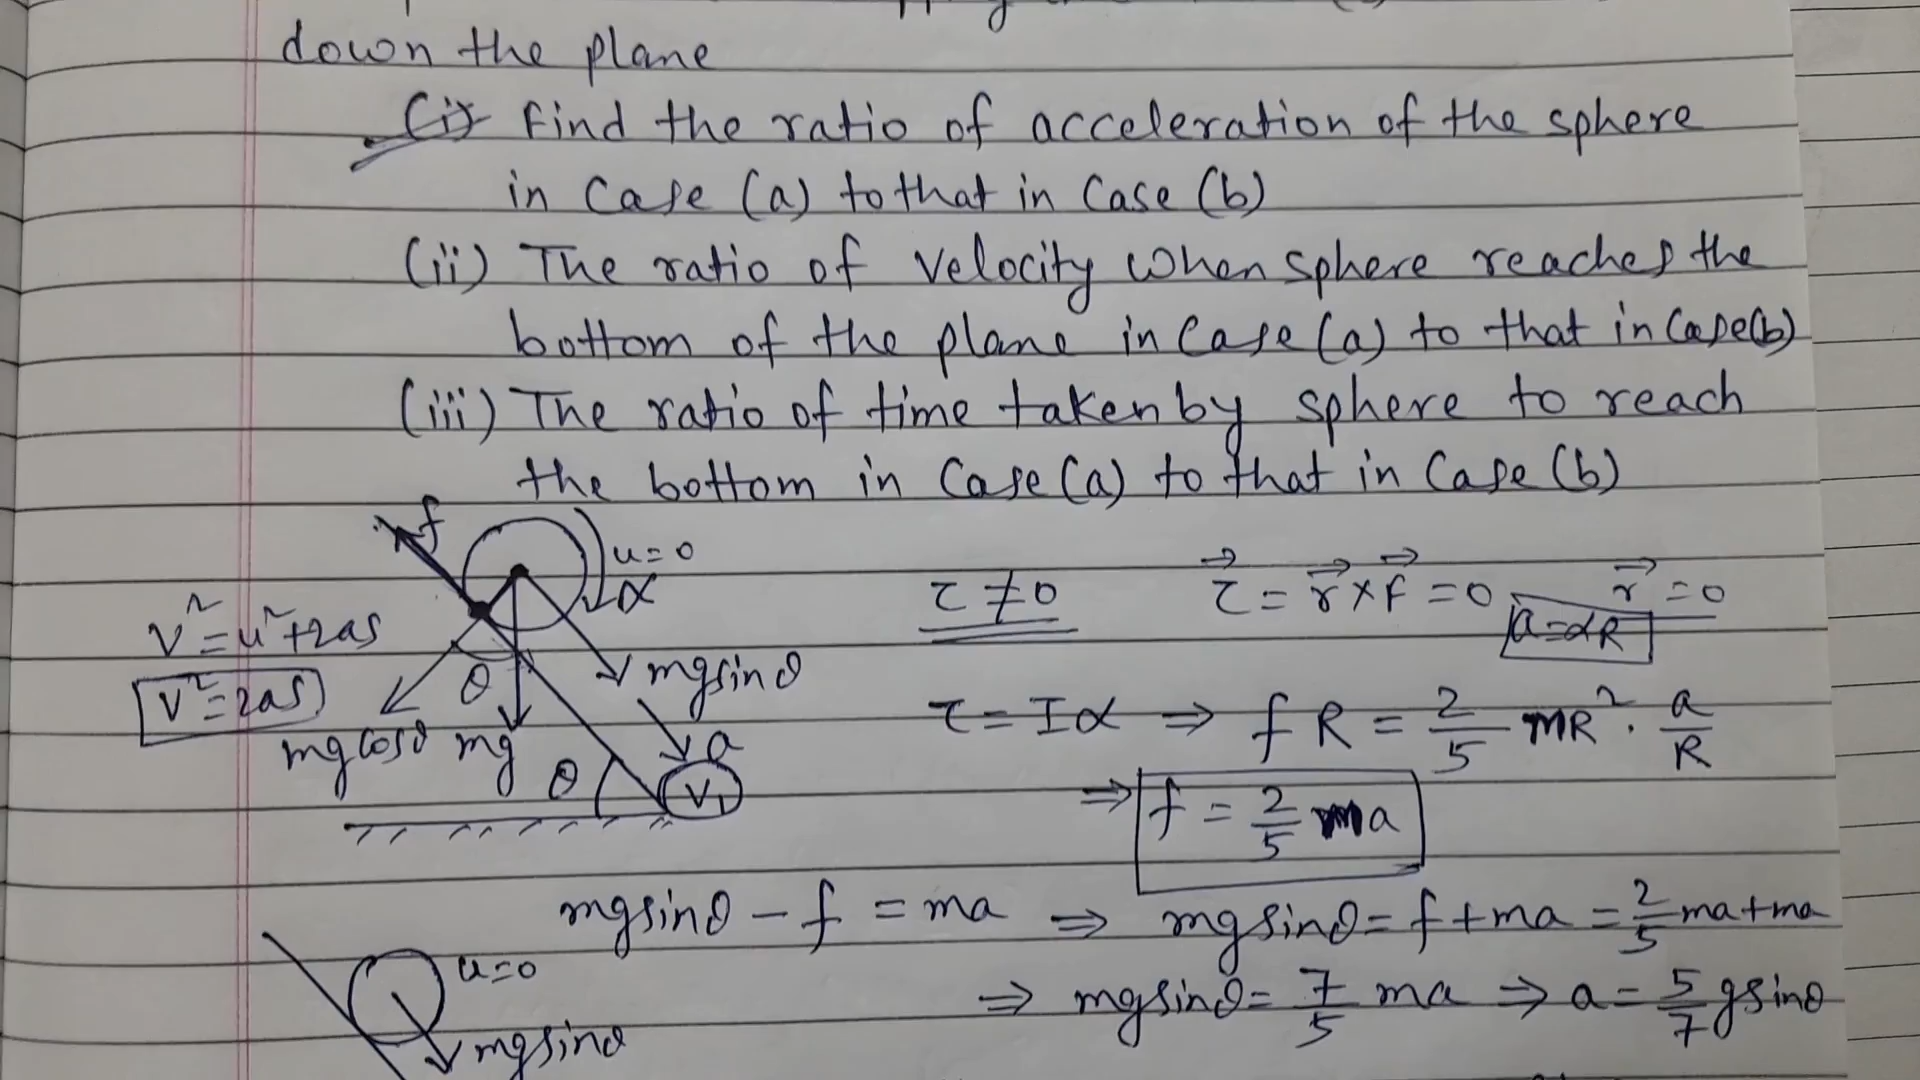 down the plane
(i) Find the ratio of acceleration of the sphere
in Case (a) to that in Case (b)
(ii) The ratio of velocity when sphere reaches the
bottom of the plane in Case (a) to that in Case(b)
(iii) The ratio of time taken by sphere to reach
the bottom in Case (a) to that in Case (b)
f
u=0
α
τ ≠ 0
τ⃗ = r⃗ × F⃗ = 0
r⃗ = 0
a=αR
v² = u²+2as
v² = 2as
θ
mg sinθ
mg cosθ
mg
a
θ
v₁
τ = Iα ⇒ f R = 2/5 mR² · a/R
⇒ f = 2/5 ma
mg sinθ − f = ma ⇒ mg sinθ = f + ma = 2/5 ma + ma
u=0
⇒ mg sinθ = 7/5 ma ⇒ a = 5/7 g sinθ
mg sinθ